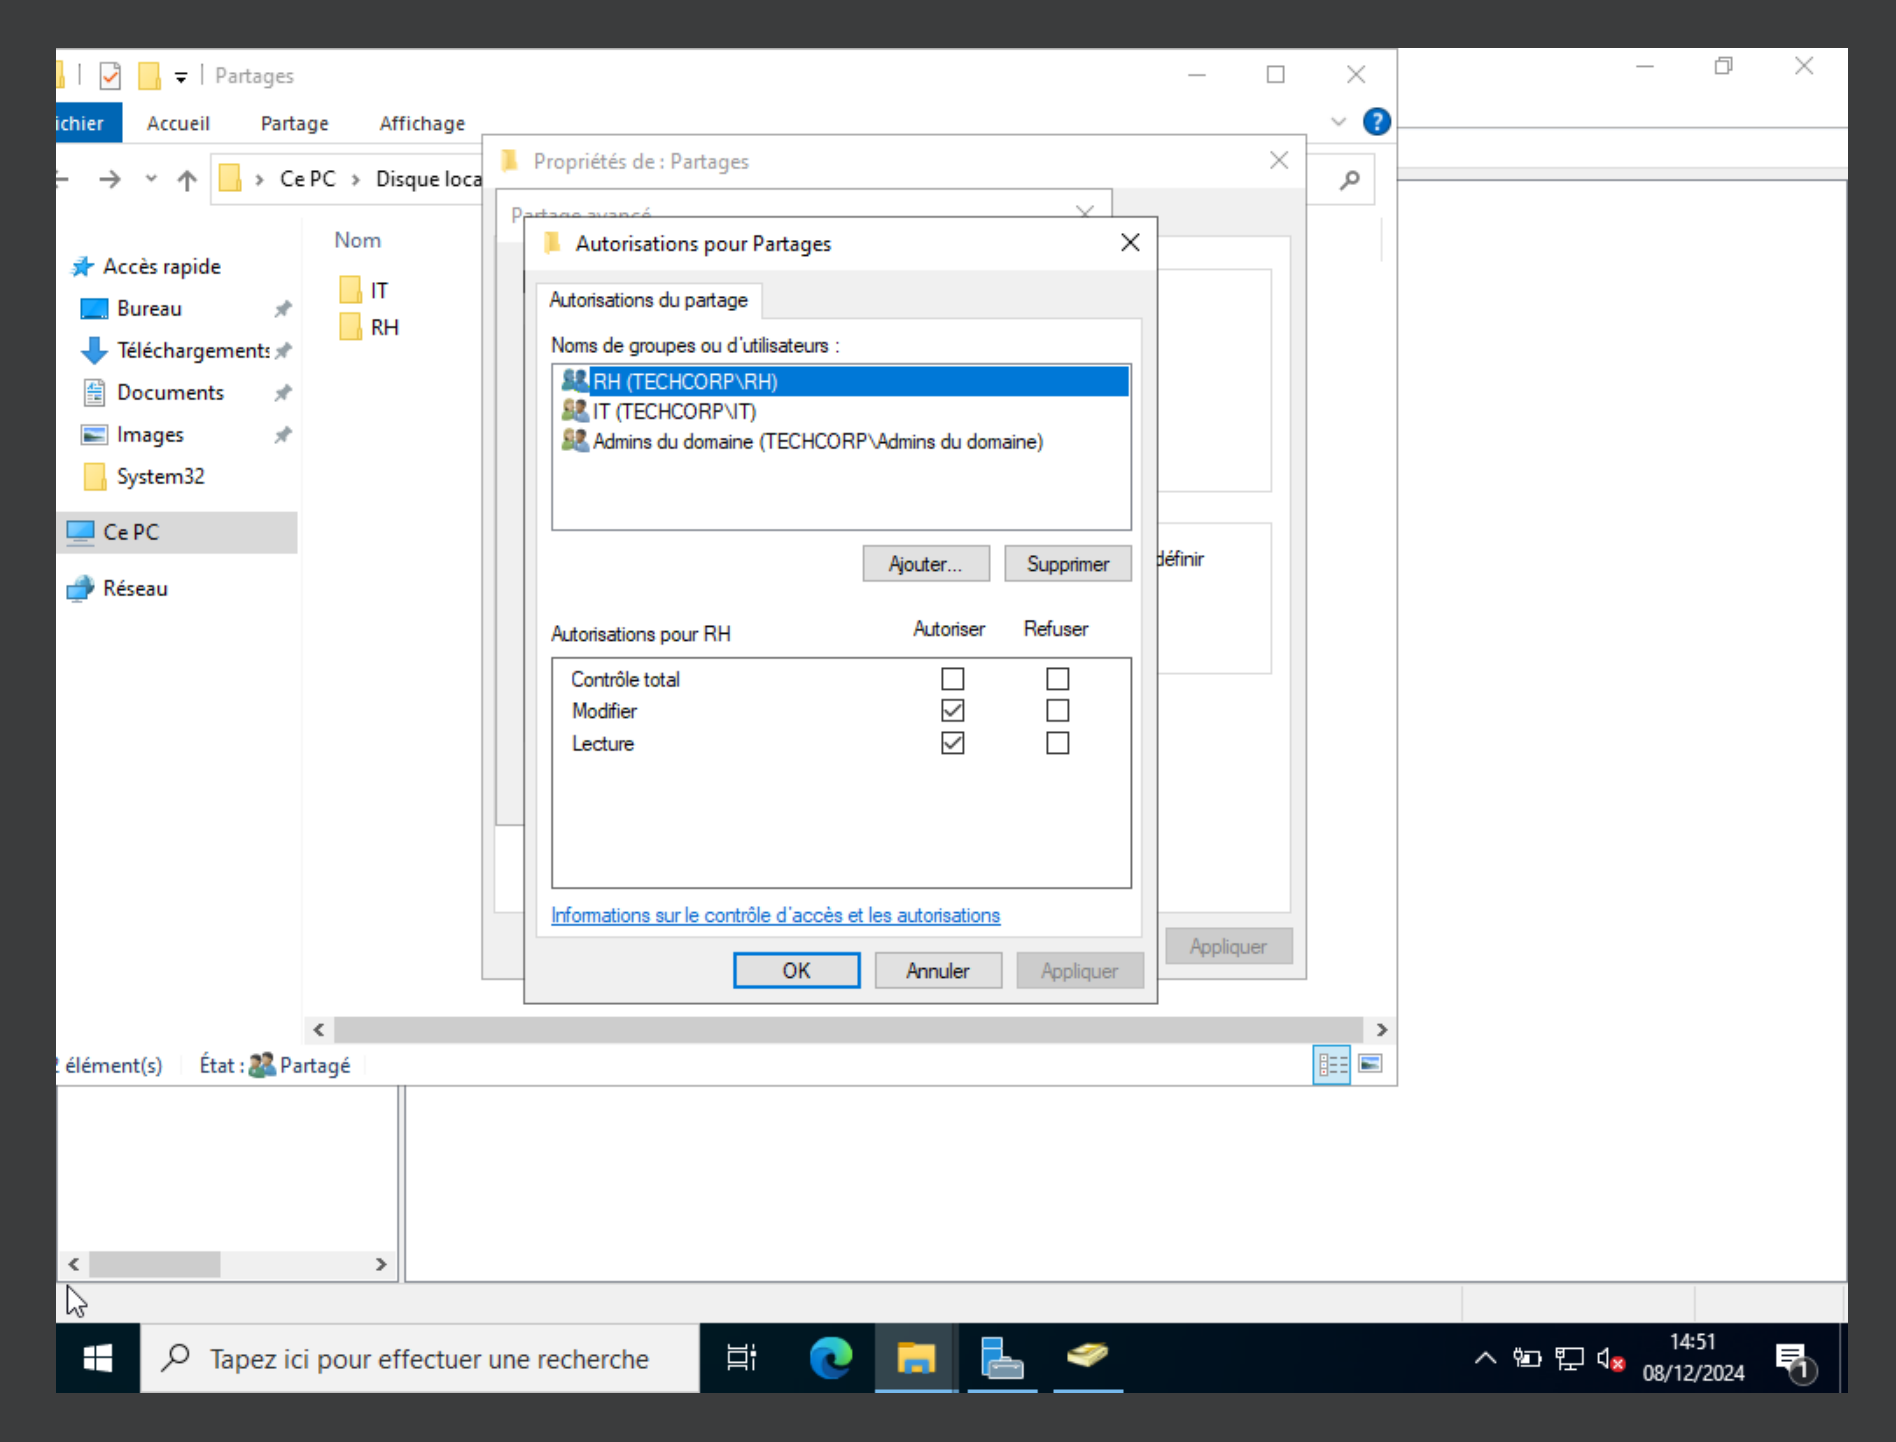 Partages
ichier Accueil Partage Affichage
Ce PC > Disque loca
Propriétés de : Partages
Partage avancé
Autorisations pour Partages
Nom
Accès rapide
Bureau
Téléchargements
Documents
Images
System32
Ce PC
Réseau
IT
RH
Autorisations du partage
Noms de groupes ou d'utilisateurs :
RH (TECHCORP\RH)
IT (TECHCORP\IT)
Admins du domaine (TECHCORP\Admins du domaine)
Ajouter... Supprimer
définir
Autorisations pour RH Autoriser Refuser
Contrôle total
Modifier
Lecture
Informations sur le contrôle d'accès et les autorisations
OK Annuler Appliquer
Appliquer
élément(s) État : Partagé
Tapez ici pour effectuer une recherche
14:51
08/12/2024
1